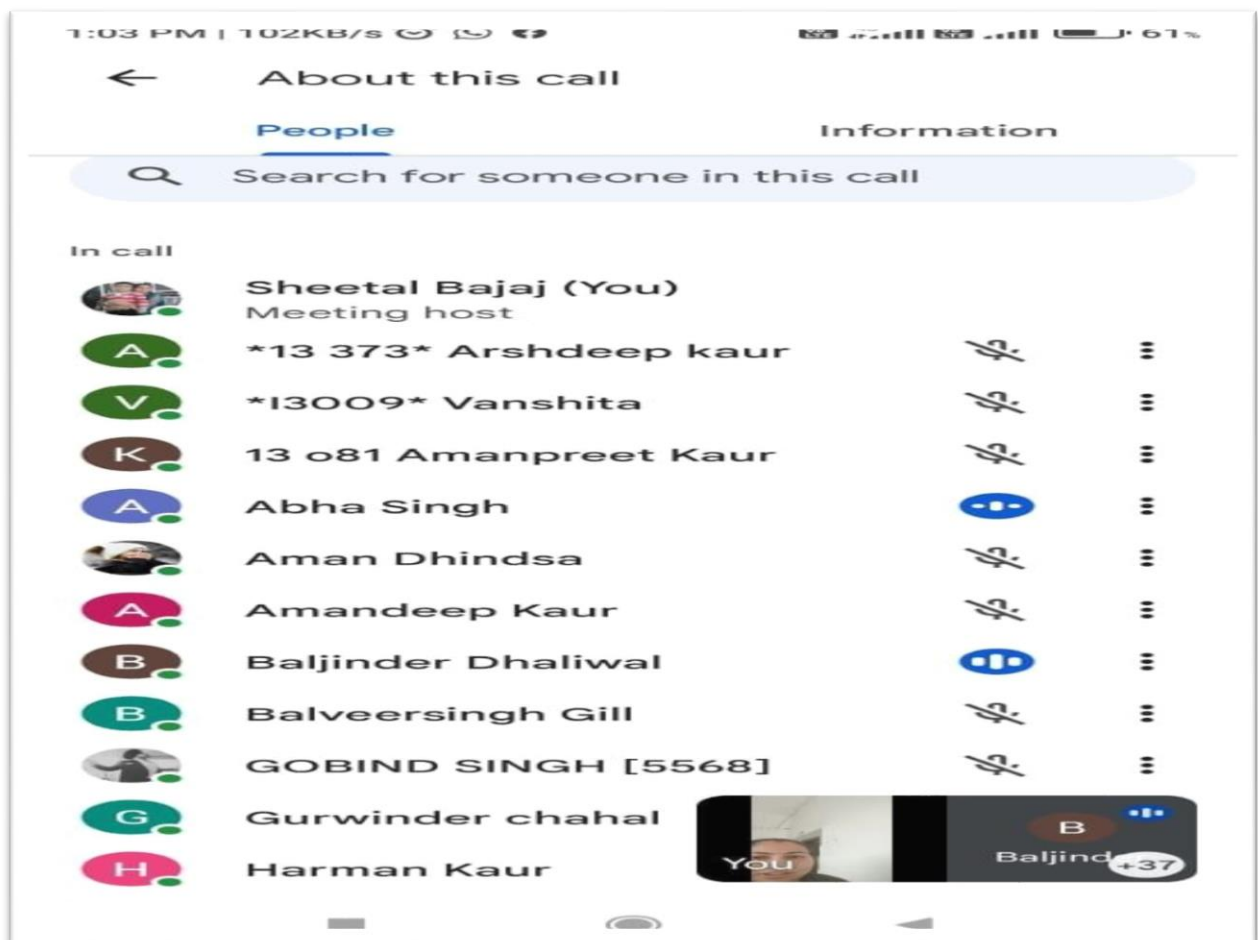 1:03 PM | 102KB/s 61%
About this call
People Information
Search for someone in this call
In call
Sheetal Bajaj (You)
Meeting host
A *13 373* Arshdeep kaur
V *I3009* Vanshita
K 13 o81 Amanpreet Kaur
A Abha Singh
Aman Dhindsa
A Amandeep Kaur
B Baljinder Dhaliwal
B Balveersingh Gill
GOBIND SINGH [5568]
G Gurwinder chahal
B
You Baljind +37
H Harman Kaur